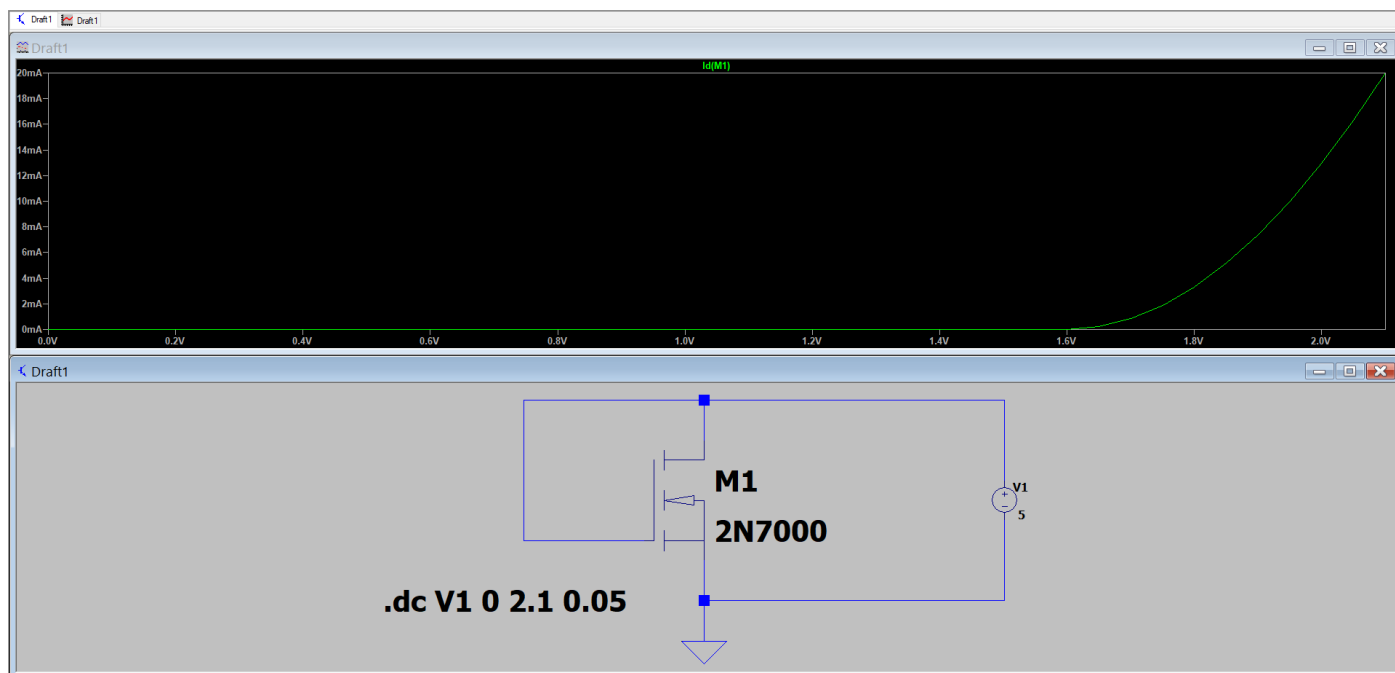 Draft1 Draft1
Draft1
Id(M1)
20mA
18mA
16mA
14mA
12mA
10mA
8mA
6mA
4mA
2mA
0mA
0.0V 0.2V 0.4V 0.6V 0.8V 1.0V 1.2V 1.4V 1.6V 1.8V 2.0V
Draft1
M1
V1
5
2N7000
.dc V1 0 2.1 0.05